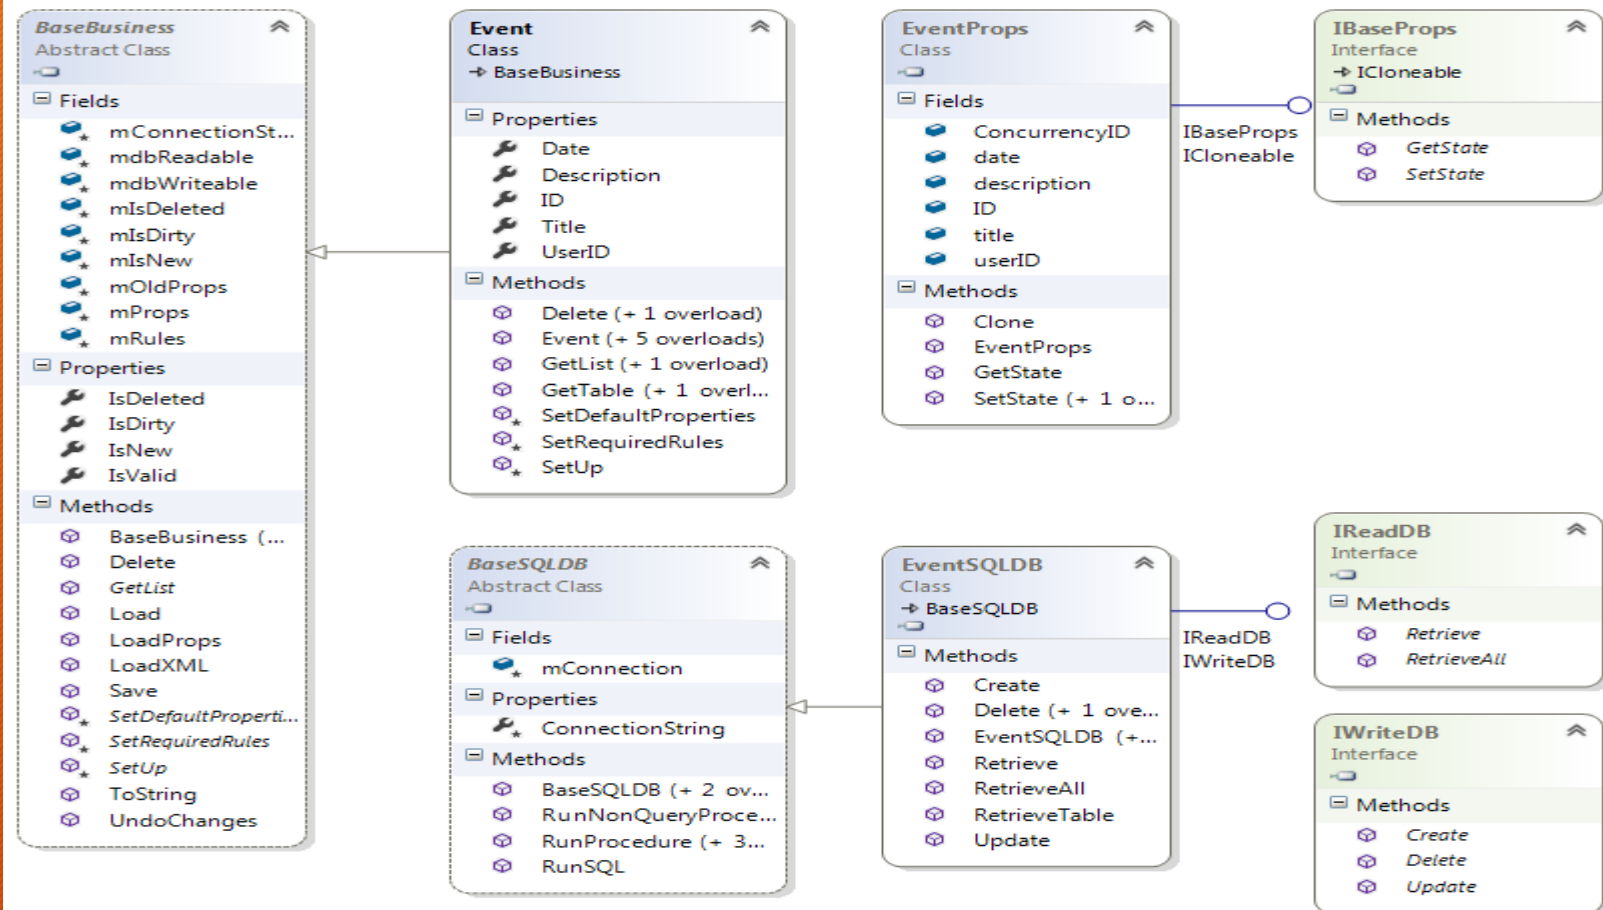 BaseBusiness
Abstract Class
Fields
mConnectionSt...
mdbReadable
mdbWriteable
mIsDeleted
mIsDirty
mIsNew
mOldProps
mProps
mRules
Properties
IsDeleted
IsDirty
IsNew
IsValid
Methods
BaseBusiness (...
Delete
GetList
Load
LoadProps
LoadXML
Save
SetDefaultProperti...
SetRequiredRules
SetUp
ToString
UndoChanges
Event
Class
BaseBusiness
Properties
Date
Description
ID
Title
UserID
Methods
Delete (+ 1 overload)
Event (+ 5 overloads)
GetList (+ 1 overload)
GetTable (+ 1 overl...
SetDefaultProperties
SetRequiredRules
SetUp
EventProps
Class
Fields
ConcurrencyID
date
description
ID
title
userID
Methods
Clone
EventProps
GetState
SetState (+ 1 o...
IBaseProps
ICloneable
IBaseProps
Interface
ICloneable
Methods
GetState
SetState
BaseSQLDB
Abstract Class
Fields
mConnection
Properties
ConnectionString
Methods
BaseSQLDB (+ 2 ov...
RunNonQueryProce...
RunProcedure (+ 3...
RunSQL
EventSQLDB
Class
BaseSQLDB
Methods
Create
Delete (+ 1 ove...
EventSQLDB (+...
Retrieve
RetrieveAll
RetrieveTable
Update
IReadDB
IWriteDB
IReadDB
Interface
Methods
Retrieve
RetrieveAll
IWriteDB
Interface
Methods
Create
Delete
Update